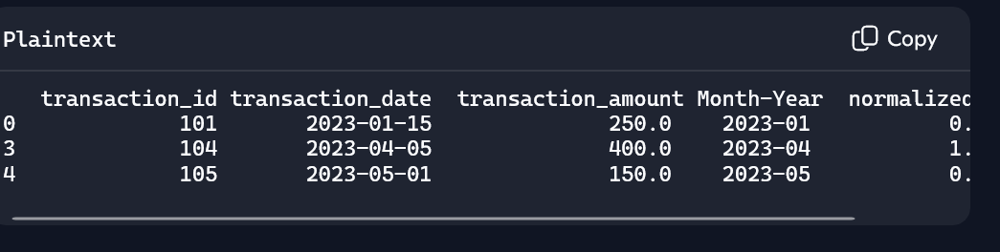 Plaintext
Copy
transaction_id transaction_date  transaction_amount Month-Year  normalized
0             101       2023-01-15              250.0    2023-01           0.
3             104       2023-04-05              400.0    2023-04           1.
4             105       2023-05-01              150.0    2023-05           0.